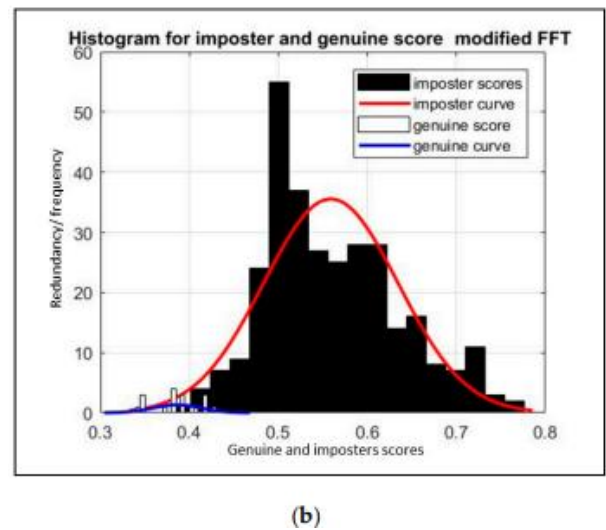 Histogram for imposter and genuine score modified FFT
60
50
40
30
20
10
0
Redundancy/ frequency
imposter scores
imposter curve
genuine score
genuine curve
0.3 0.4 0.5 0.6 0.7 0.8
Genuine and imposters scores
(b)